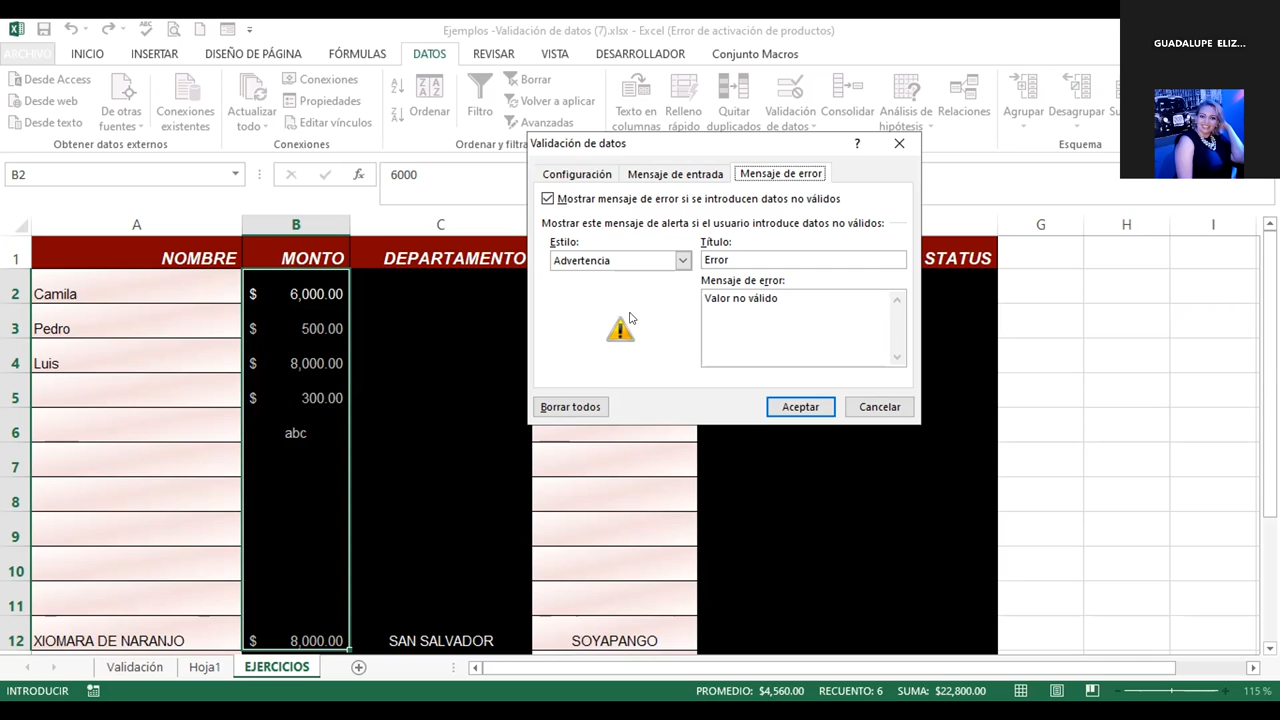 Ejemplos -Validación de datos (7).xlsx - Excel (Error de activación de productos)
GUADALUPE ELIZ...
ARCHIVO INICIO INSERTAR DISEÑO DE PÁGINA FÓRMULAS DATOS REVISAR VISTA DESARROLLADOR Conjunto Macros
Desde Access
Desde web
Desde texto
De otras
fuentes
Conexiones
existentes
Obtener datos externos
Actualizar
todo
Conexiones
Propiedades
Editar vínculos
Conexiones
Ordenar
Filtro
Borrar
Volver a aplicar
Avanzadas
Ordenar y filtr
Texto en
columnas
Relleno
rápido
Quitar
duplicados
Validación
de datos
Consolidar
Análisis de
hipótesis
Relaciones
Agrupar
Desagrupar
Su
Esquema
B2
6000
Validación de datos
?
Configuración Mensaje de entrada Mensaje de error
Mostrar mensaje de error si se introducen datos no válidos
Mostrar este mensaje de alerta si el usuario introduce datos no válidos:
Estilo: Título:
Advertencia Error
Mensaje de error:
Valor no válido
Borrar todos Aceptar Cancelar
A B C G H I
1 NOMBRE MONTO DEPARTAMENTO STATUS
2 Camila $ 6,000.00
3 Pedro $ 500.00
4 Luis $ 8,000.00
5 $ 300.00
6 abc
7
8
9
10
11
12 XIOMARA DE NARANJO $ 8,000.00 SAN SALVADOR SOYAPANGO
Validación Hoja1 EJERCICIOS
INTRODUCIR PROMEDIO: $4,560.00 RECUENTO: 6 SUMA: $22,800.00 115 %